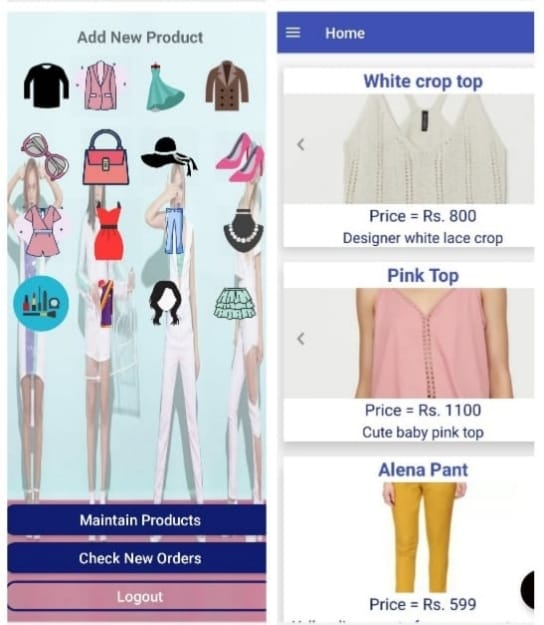 Add New Product
Maintain Products
Check New Orders
Logout
Home
White crop top
Price = Rs. 800
Designer white lace crop
Pink Top
Price = Rs. 1100
Cute baby pink top
Alena Pant
Price = Rs. 599